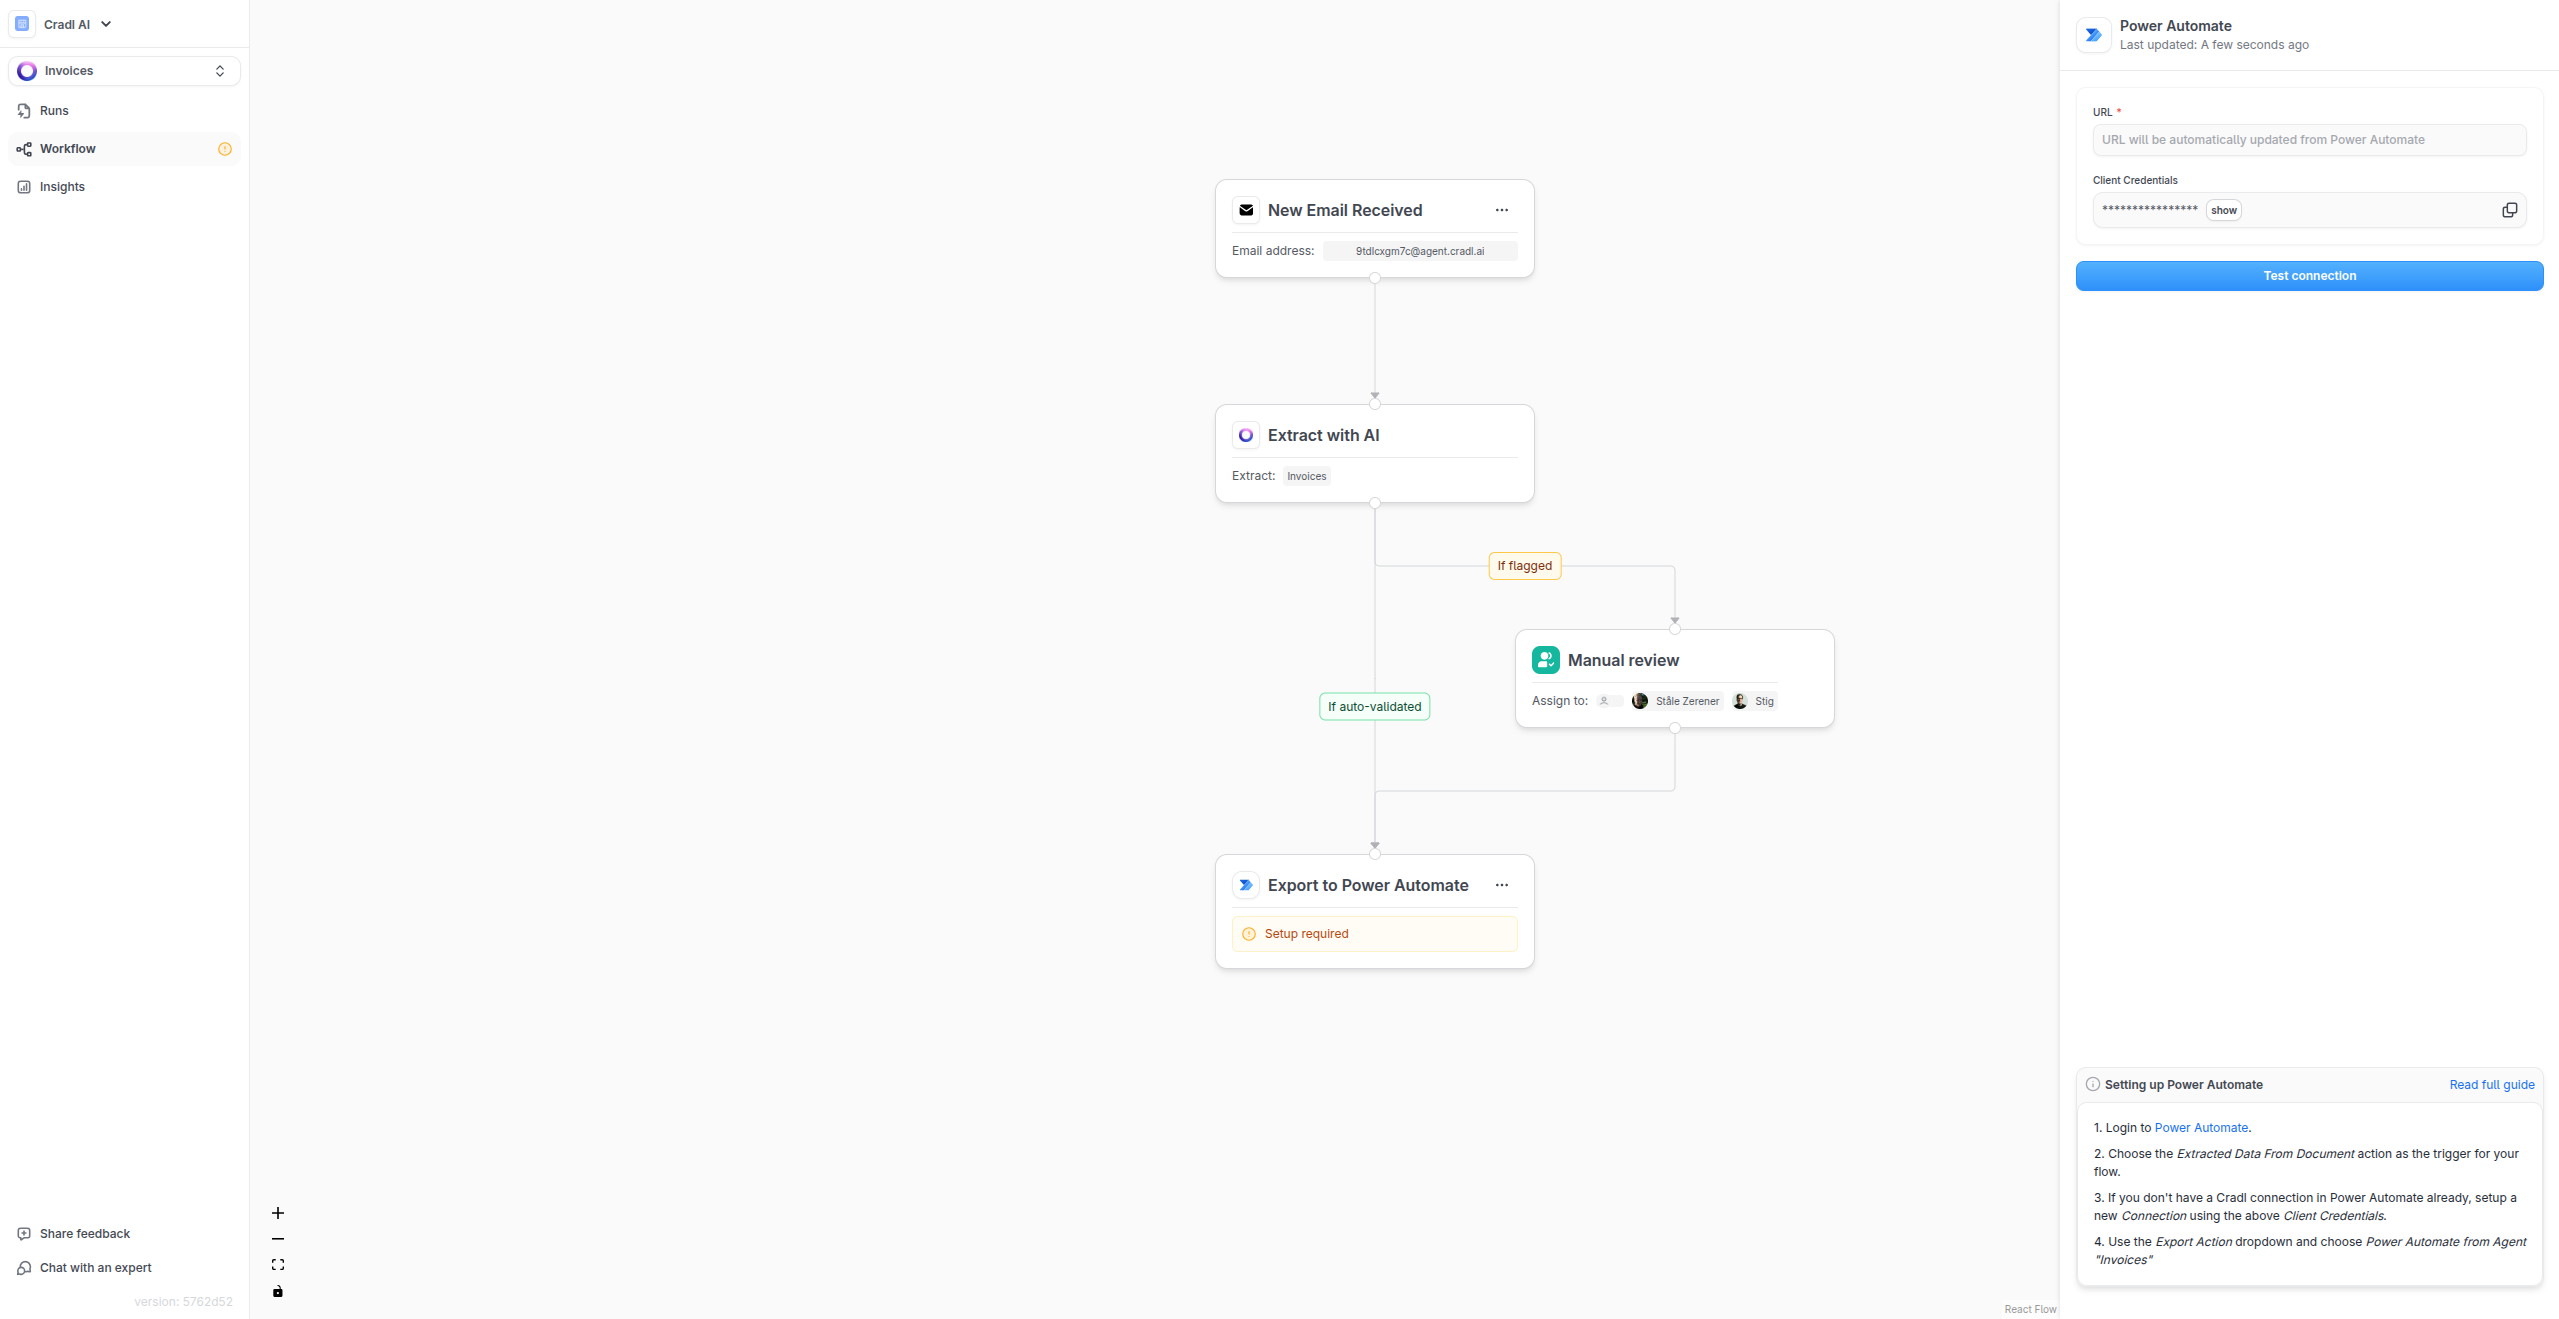 Cradl AI
Invoices
Runs
Workflow
Insights
Share feedback
Chat with an expert
version: 5762d52
New Email Received
Email address: 9tdlcxgm7c@agent.cradl.ai
Extract with AI
Extract: Invoices
If flagged
Manual review
Assign to: Ståle Zerener Stig
If auto-validated
Export to Power Automate
Setup required
React Flow
Power Automate
Last updated: A few seconds ago
URL *
URL will be automatically updated from Power Automate
Client Credentials
**************** show
Test connection
Setting up Power Automate Read full guide
1. Login to Power Automate.
2. Choose the Extracted Data From Document action as the trigger for your
flow.
3. If you don't have a Cradl connection in Power Automate already, setup a
new Connection using the above Client Credentials.
4. Use the Export Action dropdown and choose Power Automate from Agent
"Invoices"